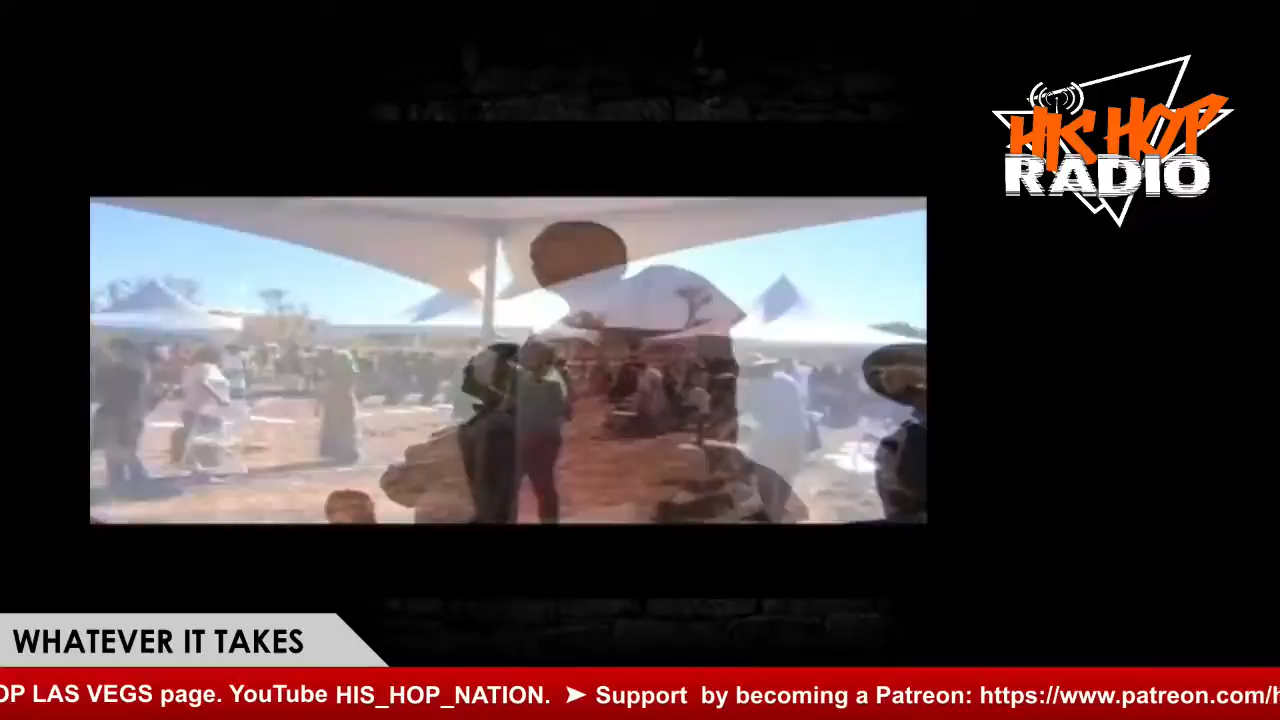 HIS HOP
RADIO
WHATEVER IT TAKES
OP LAS VEGS page. YouTube HIS_HOP_NATION. ➤ Support by becoming a Patreon: https://www.patreon.com/h